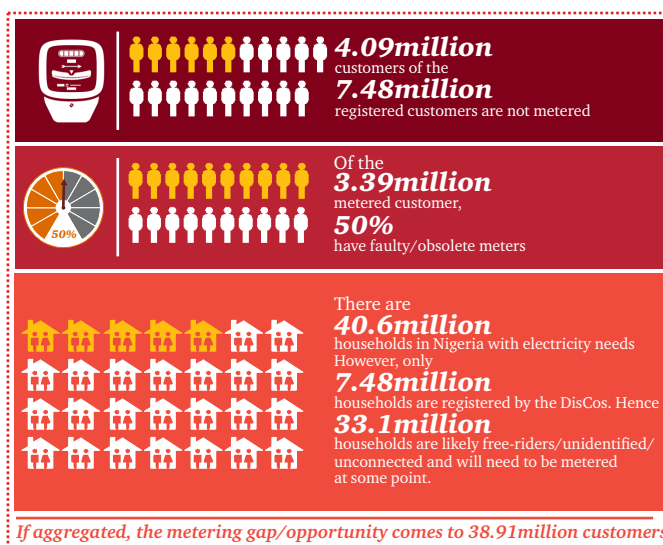 4.09million
customers of the
7.48million
registered customers are not metered
Of the
3.39million
metered customer,
50%
have faulty/obsolete meters
50%
There are
40.6million
households in Nigeria with electricity needs
However, only
7.48million
households are registered by the DisCos. Hence
33.1million
households are likely free-riders/unidentified/
unconnected and will need to be metered
at some point.
If aggregated, the metering gap/opportunity comes to 38.91million customers